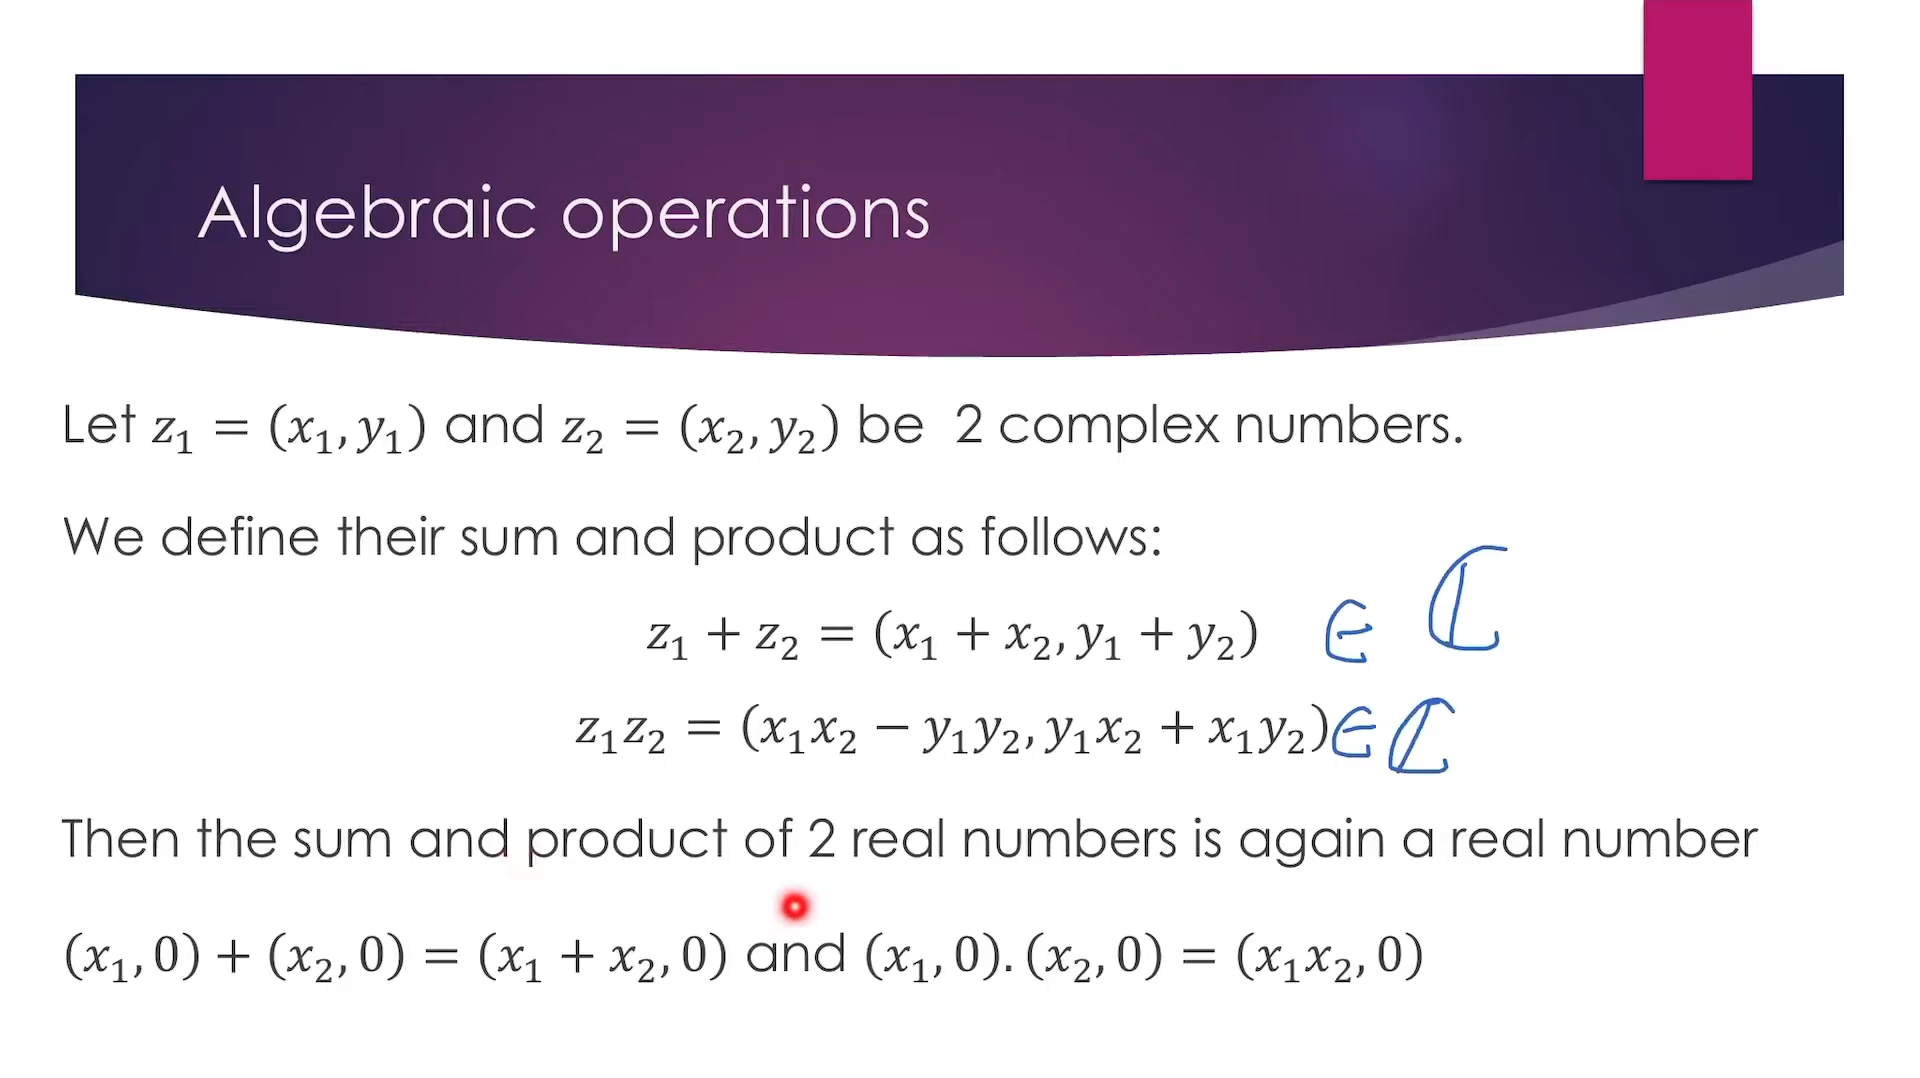 Algebraic operations
Let z₁ = (x₁, y₁) and z₂ = (x₂, y₂) be 2 complex numbers.
We define their sum and product as follows:
z₁ + z₂ = (x₁ + x₂, y₁ + y₂) ∈ ℂ
z₁z₂ = (x₁x₂ − y₁y₂, y₁x₂ + x₁y₂) ∈ ℂ
Then the sum and product of 2 real numbers is again a real number
(x₁, 0) + (x₂, 0) = (x₁ + x₂, 0) and (x₁, 0). (x₂, 0) = (x₁x₂, 0)